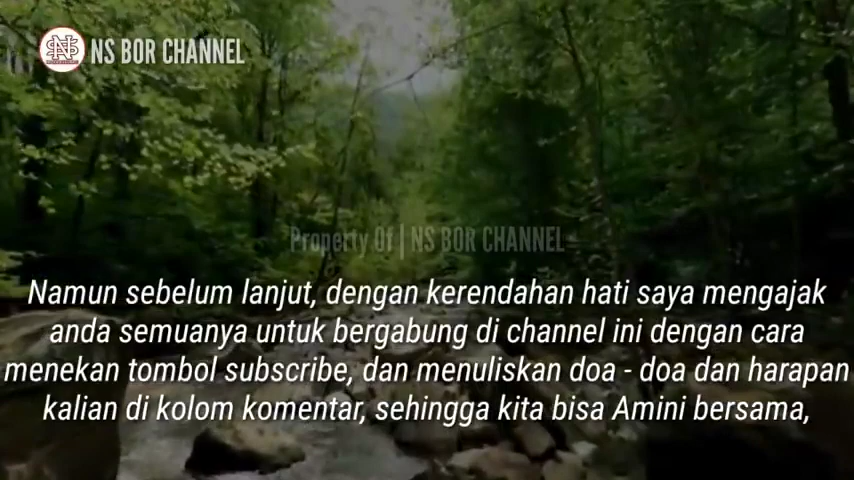 NS BOR CHANNEL
Property Of | NS BOR CHANNEL
Namun sebelum lanjut, dengan kerendahan hati saya mengajak
anda semuanya untuk bergabung di channel ini dengan cara
menekan tombol subscribe, dan menuliskan doa - doa dan harapan
kalian di kolom komentar, sehingga kita bisa Amini bersama,